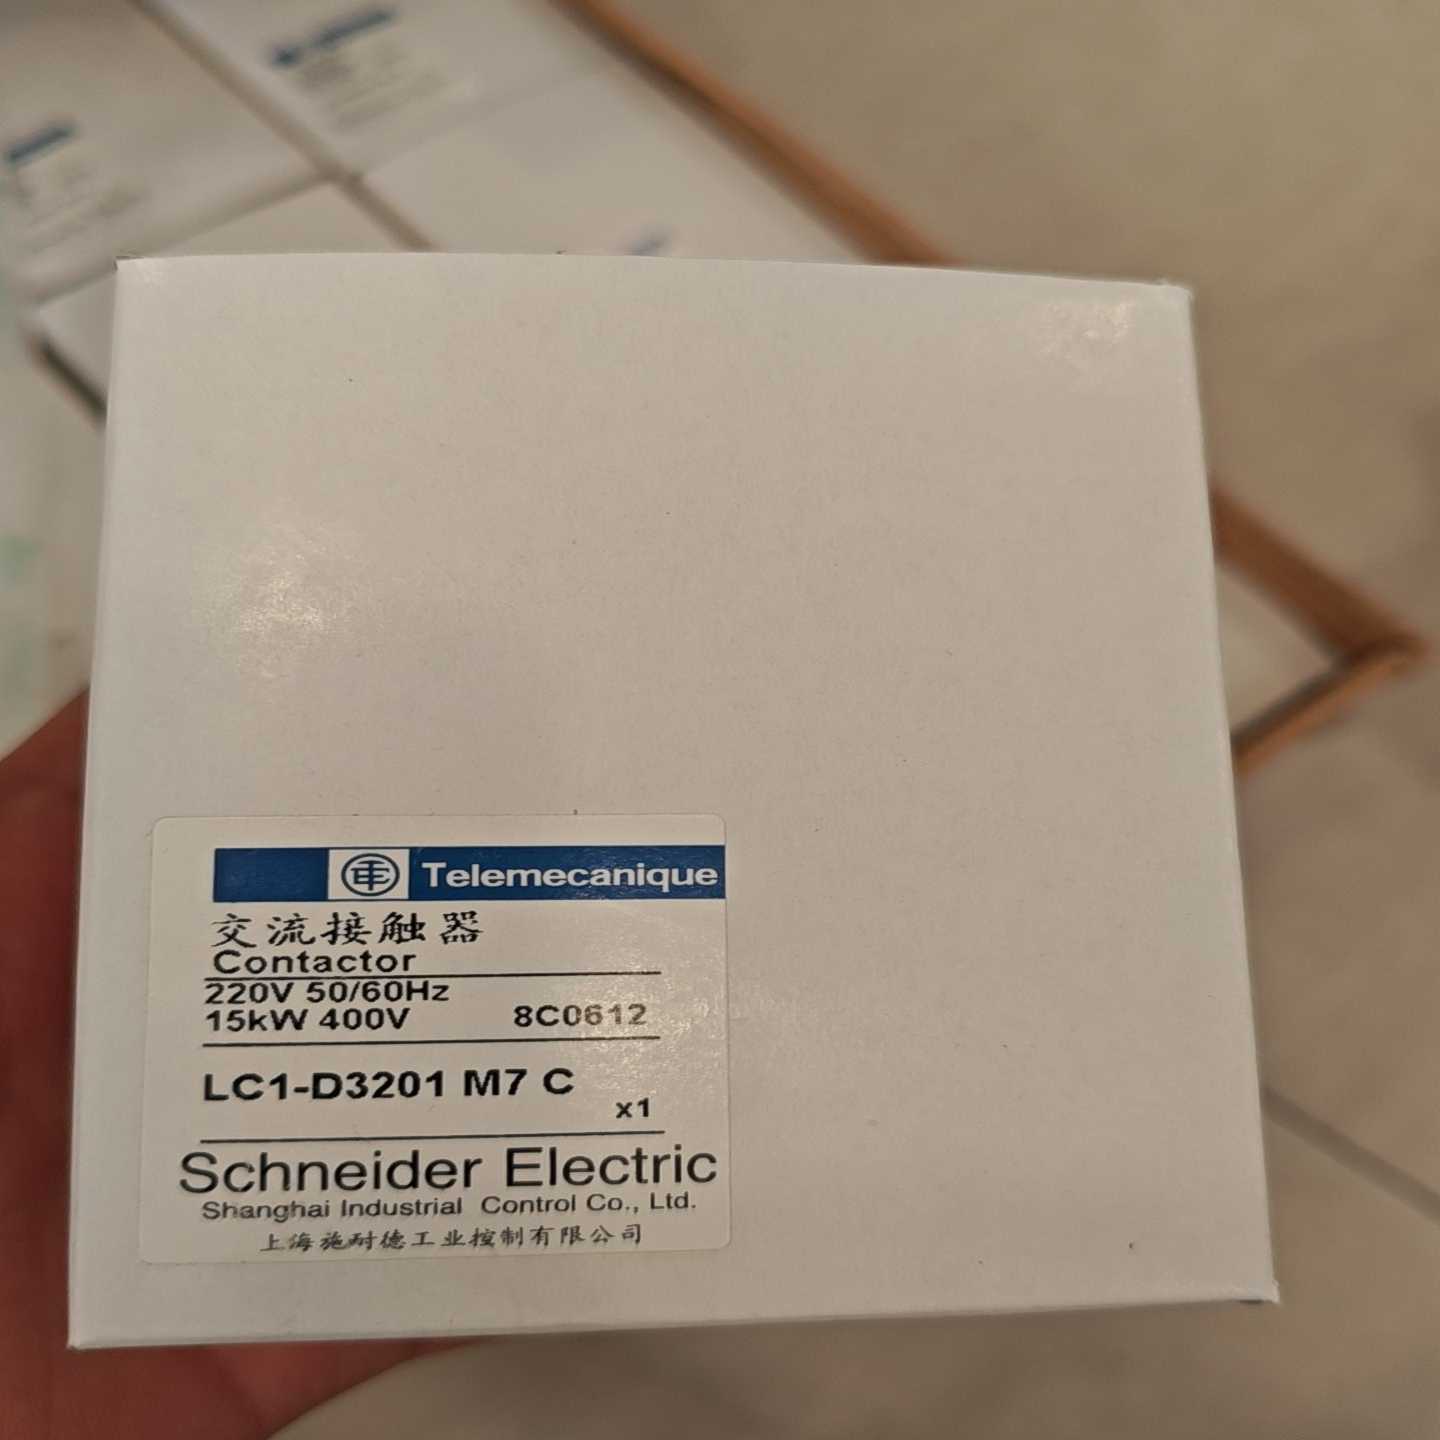 TE Telemecanique
交流接触器
Contactor
220V 50/60Hz
15kW 400V 8C0612
LC1-D3201 M7 C
x1
Schneider Electric
Shanghai Industrial Control Co., Ltd.
上海施耐德工业控制有限公司